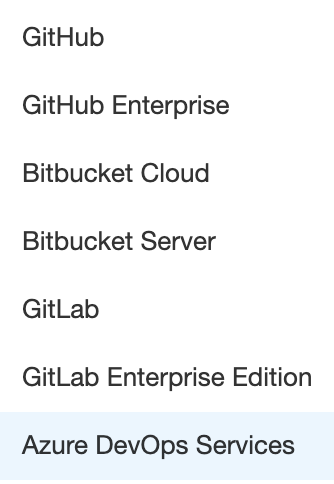 GitHub
GitHub Enterprise
Bitbucket Cloud
Bitbucket Server
GitLab
GitLab Enterprise Edition
Azure DevOps Services